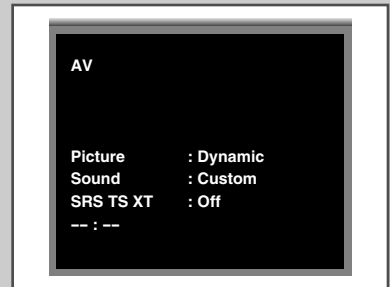 AV
Picture : Dynamic
Sound : Custom
SRS TS XT : Off
-- : --